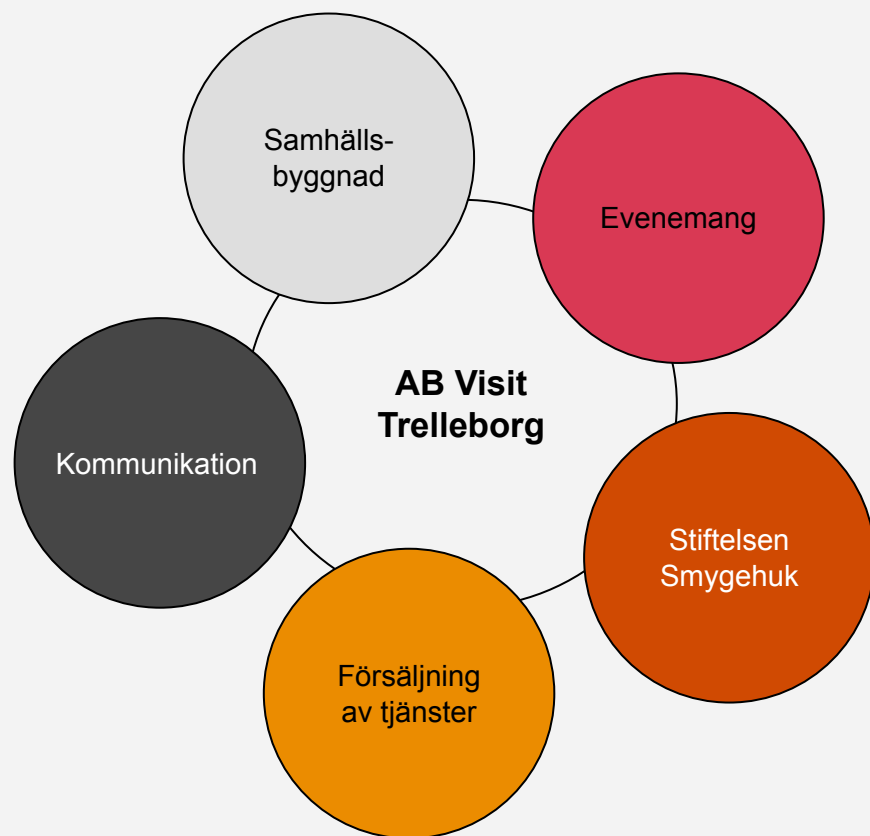 Samhälls-
byggnad
Evenemang
AB Visit
Trelleborg
Kommunikation
Stiftelsen
Smygehuk
Försäljning
av tjänster